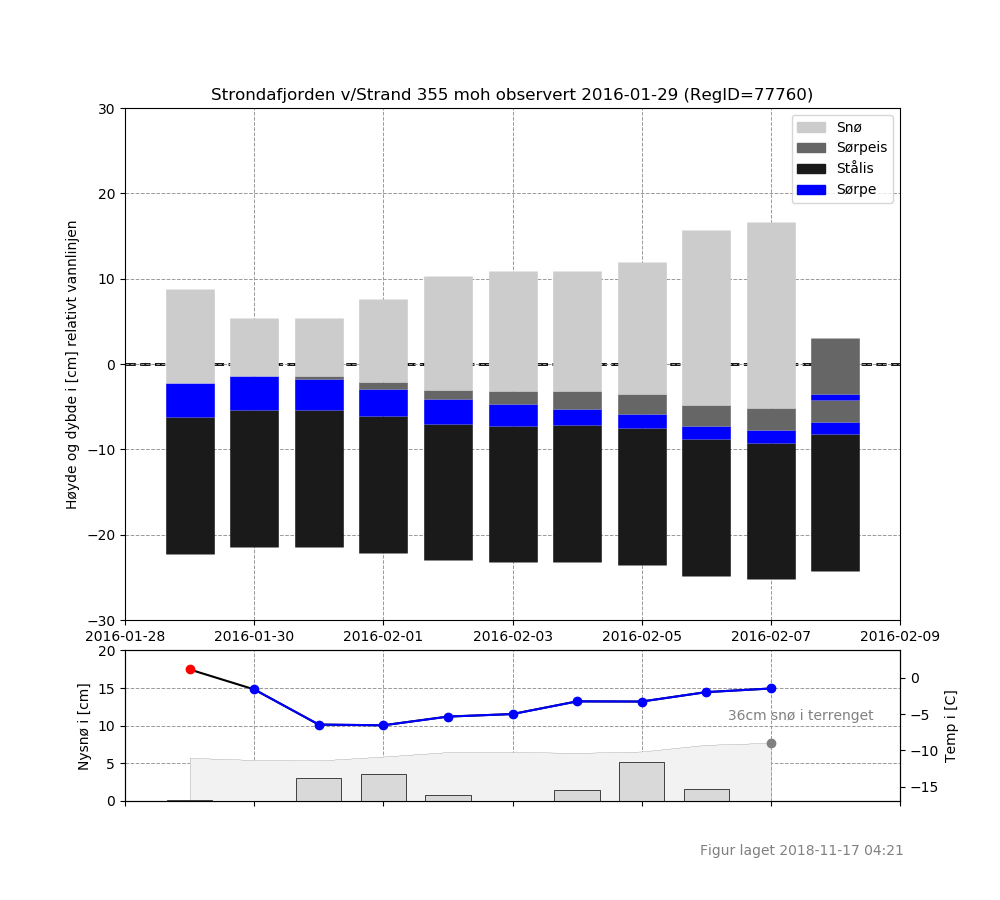 Strondafjorden v/Strand 355 moh observert 2016-01-29 (RegID=77760)
Høyde og dybde i [cm] relativt vannlinjen
30
20
10
0
−10
−20
−30
Snø
Sørpeis
Stålis
Sørpe
2016-01-28 2016-01-30 2016-02-01 2016-02-03 2016-02-05 2016-02-07 2016-02-09
Nysnø i [cm]
20
15
10
5
0
36cm snø i terrenget
0
−5
−10
−15
Temp i [C]
Figur laget 2018-11-17 04:21